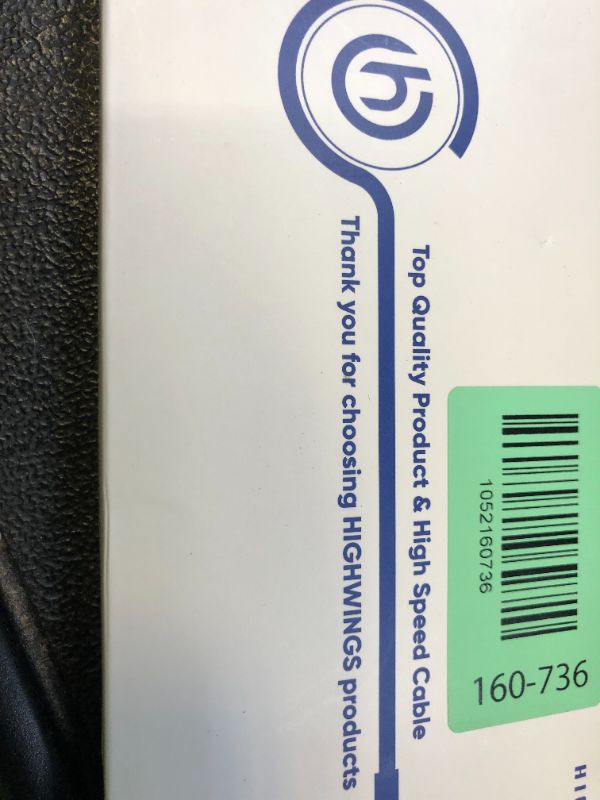 Top Quality Product & High Speed Cable
Thank you for choosing HIGHWINGS products
1052160736
160-736